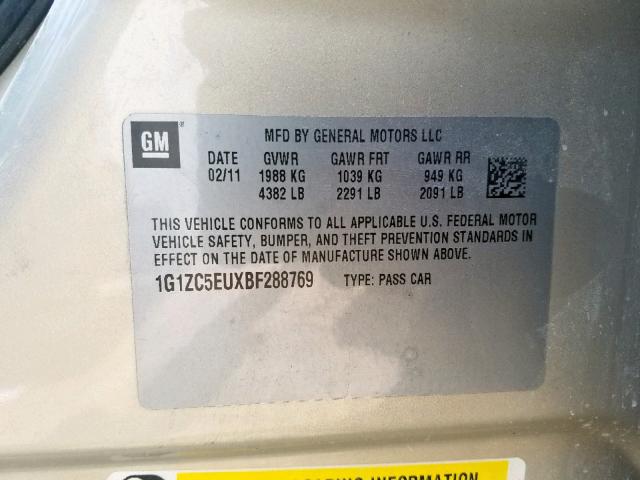 GM
MFD BY GENERAL MOTORS LLC
DATE GVWR GAWR FRT GAWR RR
02/11 1988 KG 1039 KG 949 KG
4382 LB 2291 LB 2091 LB
THIS VEHICLE CONFORMS TO ALL APPLICABLE U.S. FEDERAL MOTOR
VEHICLE SAFETY, BUMPER, AND THEFT PREVENTION STANDARDS IN
EFFECT ON THE DATE OF MANUFACTURE SHOWN ABOVE.
1G1ZC5EUXBF288769 TYPE: PASS CAR
INFORMATION